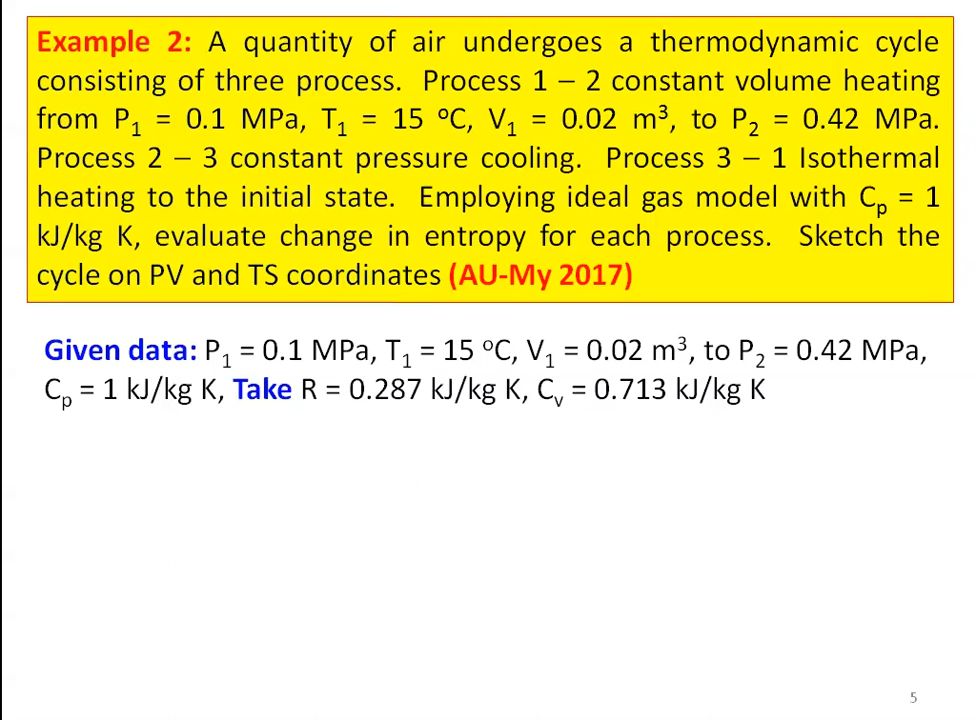 Example 2: A quantity of air undergoes a thermodynamic cycle
consisting of three process. Process 1 – 2 constant volume heating
from P₁ = 0.1 MPa, T₁ = 15 ᵒC, V₁ = 0.02 m³, to P₂ = 0.42 MPa.
Process 2 – 3 constant pressure cooling. Process 3 – 1 Isothermal
heating to the initial state. Employing ideal gas model with Cₚ = 1
kJ/kg K, evaluate change in entropy for each process. Sketch the
cycle on PV and TS coordinates (AU-My 2017)
Given data: P₁ = 0.1 MPa, T₁ = 15 ᵒC, V₁ = 0.02 m³, to P₂ = 0.42 MPa,
Cₚ = 1 kJ/kg K, Take R = 0.287 kJ/kg K, Cᵥ = 0.713 kJ/kg K
5